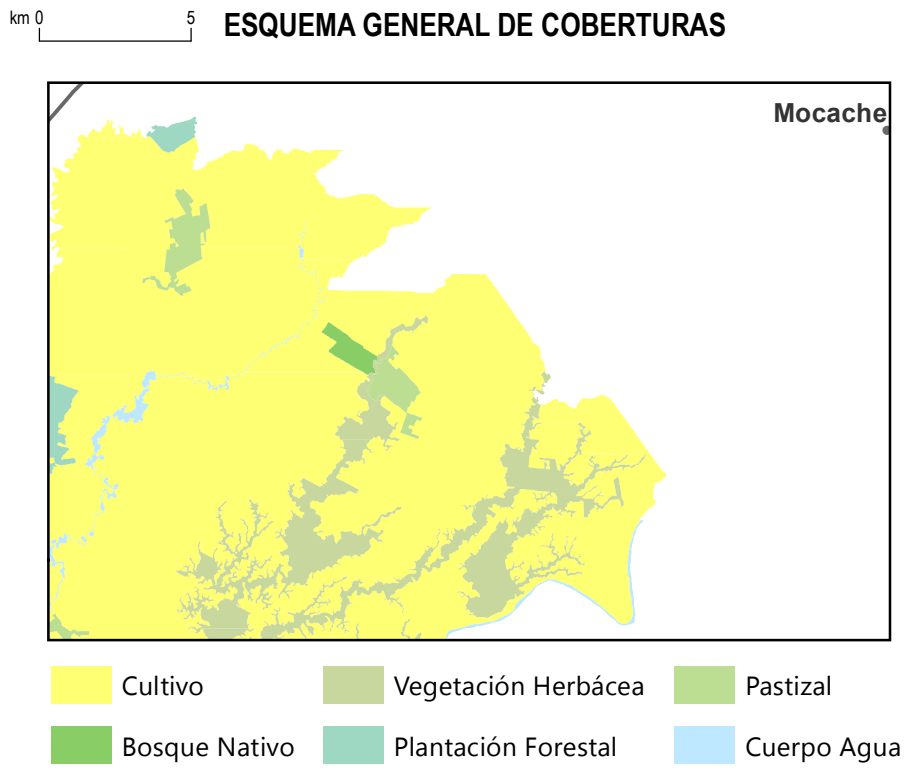 km 0 5 ESQUEMA GENERAL DE COBERTURAS
Mocache
Cultivo Vegetación Herbácea Pastizal
Bosque Nativo Plantación Forestal Cuerpo Agua